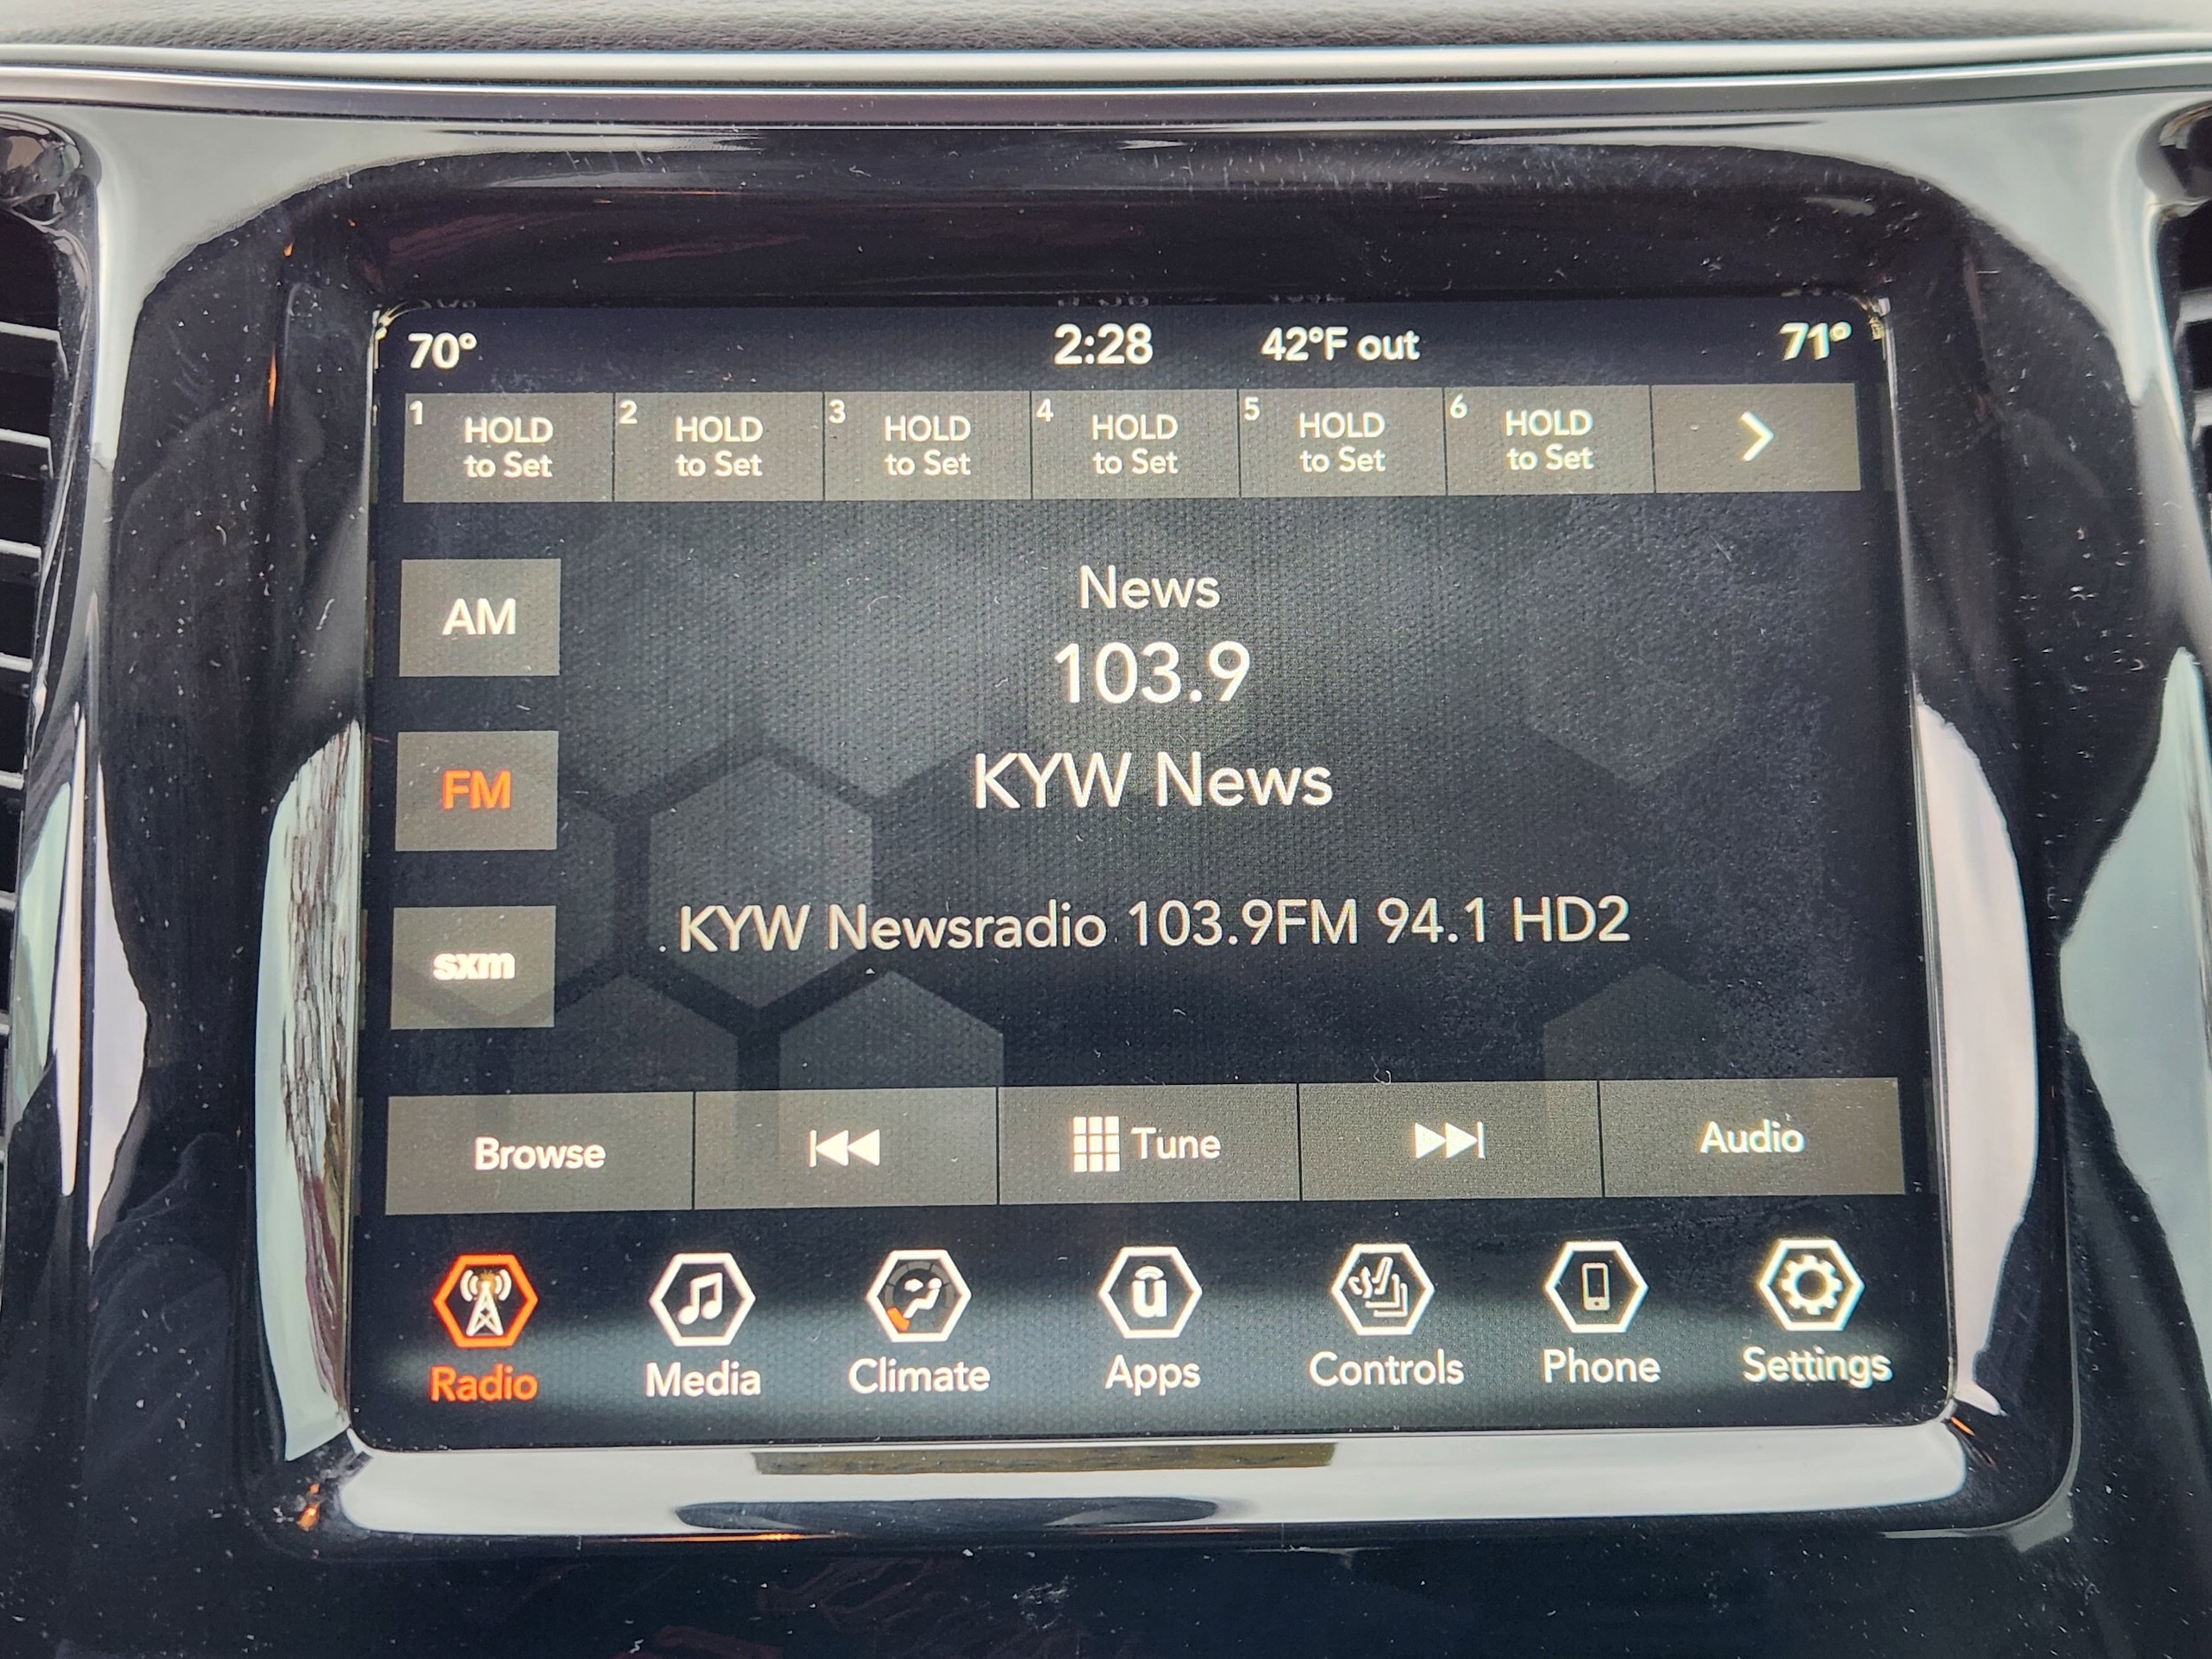 70° 2:28 42°F out 71°
1 HOLD to Set
2 HOLD to Set
3 HOLD to Set
4 HOLD to Set
5 HOLD to Set
6 HOLD to Set
AM
FM
sxm
News
103.9
KYW News
KYW Newsradio 103.9FM 94.1 HD2
Browse Tune Audio
u
Radio Media Climate Apps Controls Phone Settings